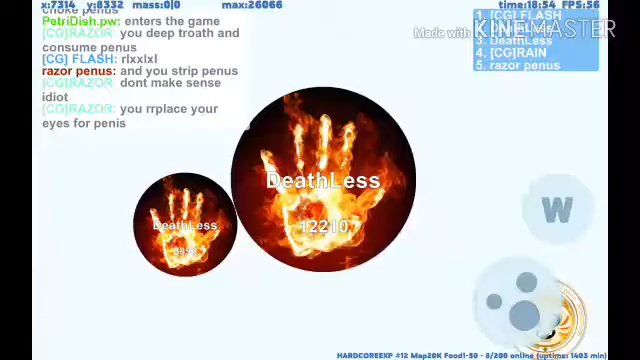 x:7314 y:8332 mass:0|0 max:26066 time:18:54 FPS:56
choke penus
PetriDish.pw: enters the game
[CG]RAZOR: you deep troath and
consume penus
[CG] FLASH: rlxxlxl
razor penus: and you strip penus
[CG]RAZOR: dont make sense
idiot
[CG]RAZOR: you rrplace your
eyes for penis
1. [CG] FLASH
Made with KINEMASTER
3. DeathLess
4. [CG]RAIN
5. razor penus
DeathLess
12210
DeathLess
W
HARDCOREEXP #12 Map20K Food1-50 - 8/200 online (uptime: 1403 min)